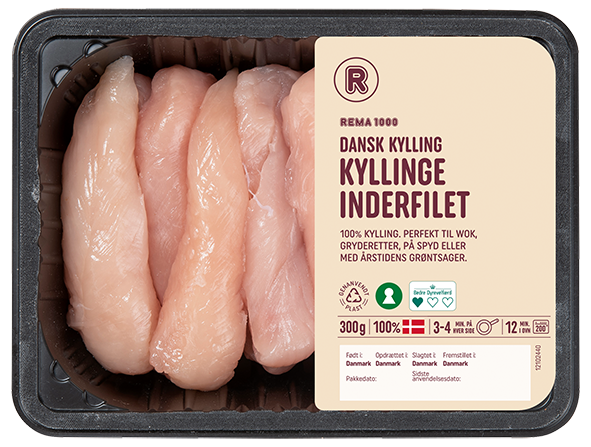 R
REMA 1000
DANSK KYLLING
KYLLINGE
INDERFILET
100% KYLLING. PERFEKT TIL WOK,
GRYDERETTER, PÅ SPYD ELLER
MED ÅRSTIDENS GRØNTSAGER.
GENANVENDT PLAST
Bedre Dyrevelfærd
300g 100% 3-4 MIN. PÅ HVER SIDE 12 MIN. I OVN 200
Født i: Opdrættet i: Slagtet i: Fremstillet i:
Danmark Danmark Danmark Danmark
Pakkedato: Sidste
anvendelsesdato: